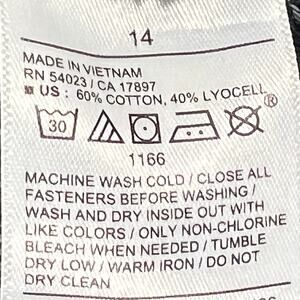 14
MADE IN VIETNAM
RN 54023 / CA 17897
US : 60% COTTON, 40% LYOCELL
30
®
1166
MACHINE WASH COLD / CLOSE ALL
FASTENERS BEFORE WASHING /
WASH AND DRY INSIDE OUT WITH
LIKE COLORS / ONLY NON-CHLORINE
BLEACH WHEN NEEDED / TUMBLE
DRY LOW / WARM IRON / DO NOT
DRY CLEAN